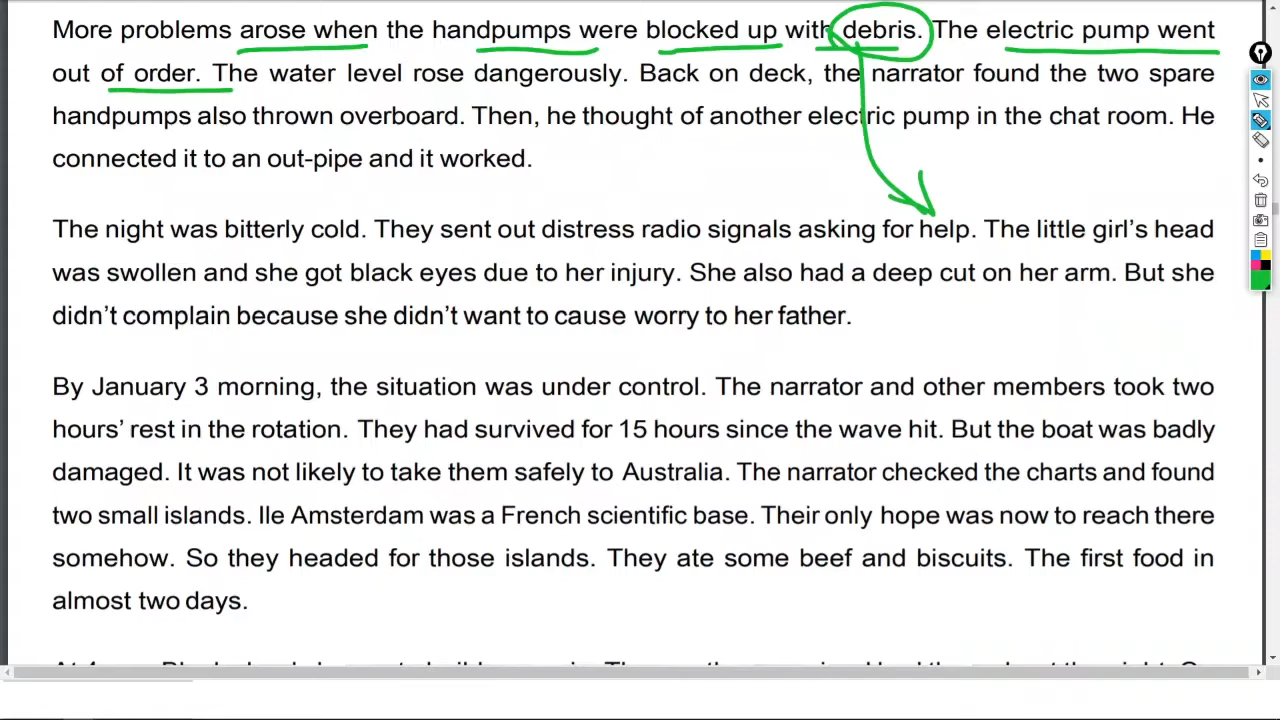 More problems arose when the handpumps were blocked up with debris. The electric pump went
out of order. The water level rose dangerously. Back on deck, the narrator found the two spare
handpumps also thrown overboard. Then, he thought of another electric pump in the chat room. He
connected it to an out-pipe and it worked.
The night was bitterly cold. They sent out distress radio signals asking for help. The little girl’s head
was swollen and she got black eyes due to her injury. She also had a deep cut on her arm. But she
didn’t complain because she didn’t want to cause worry to her father.
By January 3 morning, the situation was under control. The narrator and other members took two
hours’ rest in the rotation. They had survived for 15 hours since the wave hit. But the boat was badly
damaged. It was not likely to take them safely to Australia. The narrator checked the charts and found
two small islands. Ile Amsterdam was a French scientific base. Their only hope was now to reach there
somehow. So they headed for those islands. They ate some beef and biscuits. The first food in
almost two days.